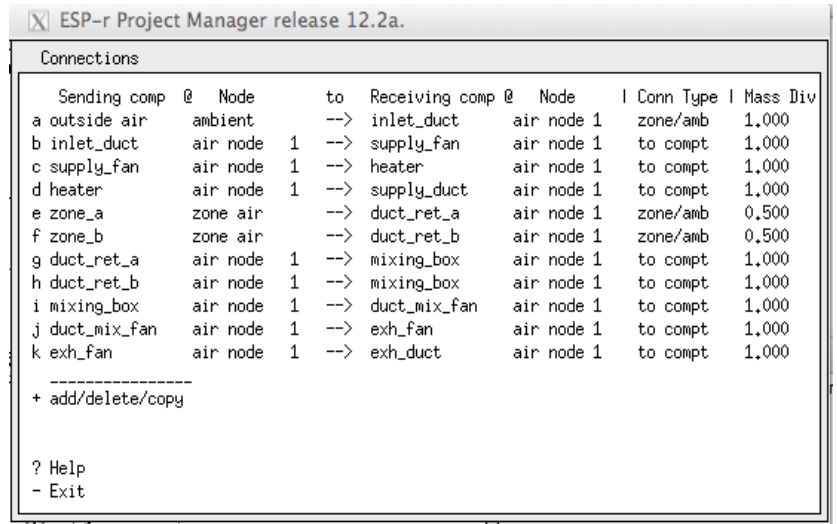 ESP-r Project Manager release 12.2a.
Connections
Sending comp @ Node to Receiving comp @ Node | Conn Type | Mass Div
a outside air ambient --> inlet_duct air node 1 zone/amb 1.000
b inlet_duct air node 1 --> supply_fan air node 1 to compt 1.000
c supply_fan air node 1 --> heater air node 1 to compt 1.000
d heater air node 1 --> supply_duct air node 1 to compt 1.000
e zone_a zone air --> duct_ret_a air node 1 zone/amb 0.500
f zone_b zone air --> duct_ret_b air node 1 zone/amb 0.500
g duct_ret_a air node 1 --> mixing_box air node 1 to compt 1.000
h duct_ret_b air node 1 --> mixing_box air node 1 to compt 1.000
i mixing_box air node 1 --> duct_mix_fan air node 1 to compt 1.000
j duct_mix_fan air node 1 --> exh_fan air node 1 to compt 1.000
k exh_fan air node 1 --> exh_duct air node 1 to compt 1.000
________________
+ add/delete/copy
? Help
- Exit